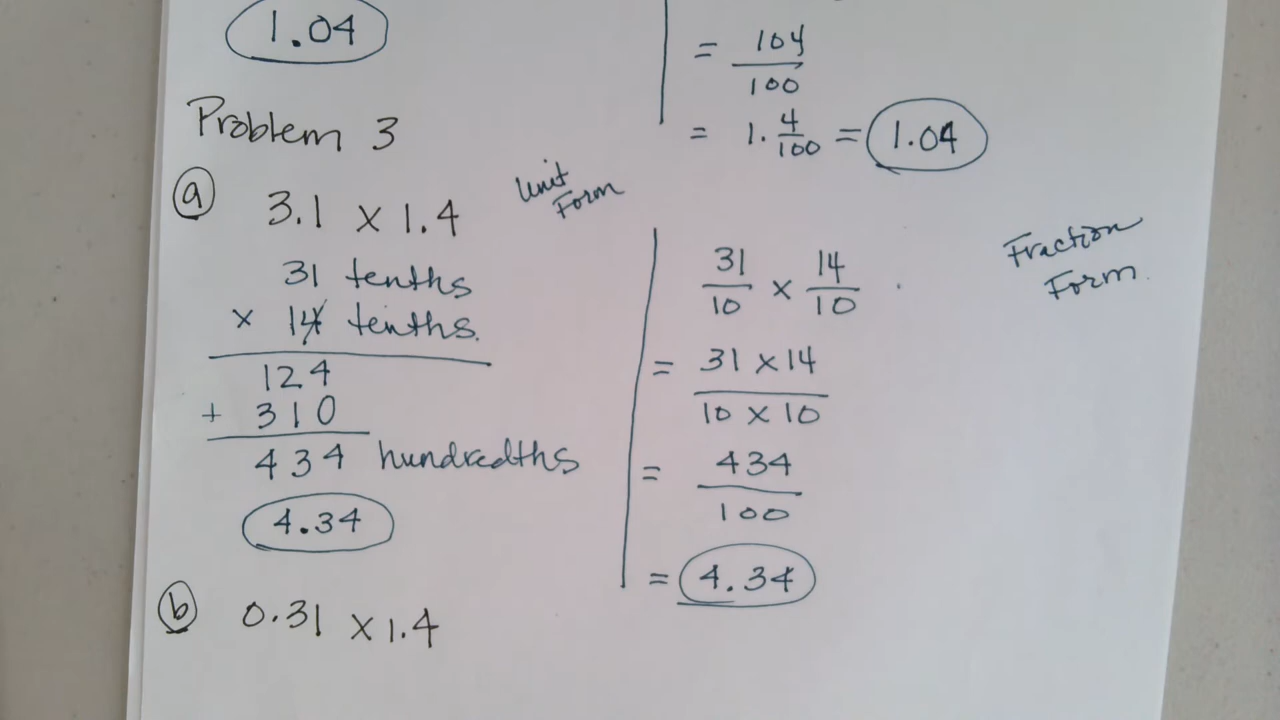 1.04
= 104/100
= 1. 4/100 = 1.04
Problem 3
a 3.1 x 1.4
Unit Form
31 tenths
x 14 tenths.
124
+ 310
434 hundredths
4.34
Fraction Form.
31/10 x 14/10
= 31 x 14 / 10 x 10
= 434/100
= 4.34
b 0.31 x 1.4